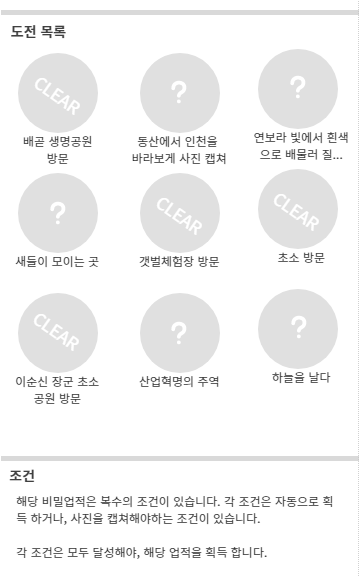 도전 목록
CLEAR
?
?
배곧 생명공원
방문
동산에서 인천을
바라보게 사진 캡쳐
연보라 빛에서 흰색
으로 배물러 질...
?
CLEAR
CLEAR
새들이 모이는 곳
갯벌체험장 방문
초소 방문
CLEAR
?
?
이순신 장군 초소
공원 방문
산업혁명의 주역
하늘을 날다
조건
해당 비밀업적은 복수의 조건이 있습니다. 각 조건은 자동으로 획
득 하거나, 사진을 캡쳐해야하는 조건이 있습니다.
각 조건은 모두 달성해야, 해당 업적을 획득 합니다.